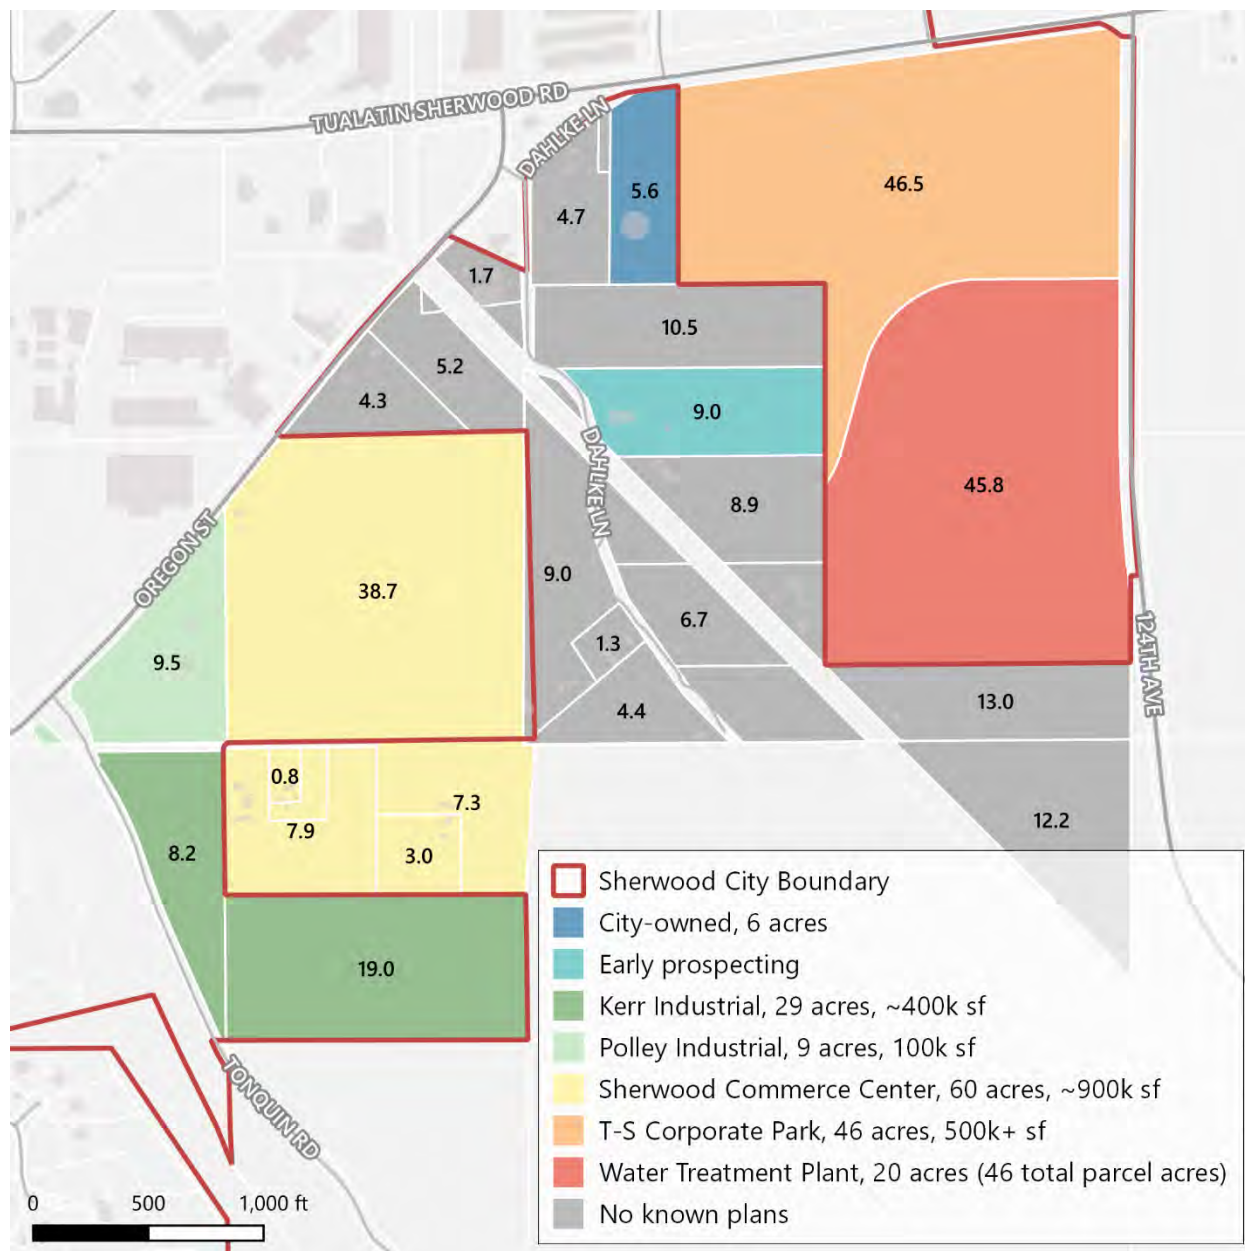 TUALATIN SHERWOOD RD
DAHLKE LN
46.5
5.6
4.7
1.7
10.5
5.2
4.3
9.0
DAHLKE LN
45.8
8.9
OREGON ST
38.7
9.0
6.7
124TH AVE
1.3
9.5
13.0
4.4
0.8
7.3
7.9
12.2
8.2
3.0
19.0
TONQUIN RD
Sherwood City Boundary
City-owned, 6 acres
Early prospecting
Kerr Industrial, 29 acres, ~400k sf
Polley Industrial, 9 acres, 100k sf
Sherwood Commerce Center, 60 acres, ~900k sf
T-S Corporate Park, 46 acres, 500k+ sf
Water Treatment Plant, 20 acres (46 total parcel acres)
No known plans
0 500 1,000 ft